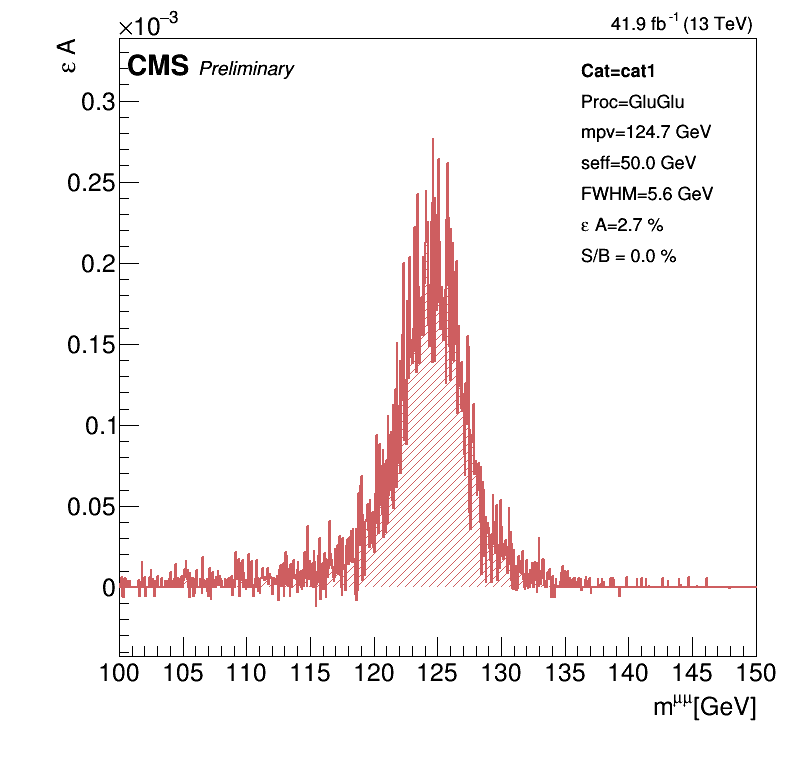 ×10⁻³
41.9 fb⁻¹ (13 TeV)
ε A
CMS Preliminary
Cat=cat1
Proc=GluGlu
mpv=124.7 GeV
seff=50.0 GeV
FWHM=5.6 GeV
ε A=2.7 %
S/B = 0.0 %
0.3
0.25
0.2
0.15
0.1
0.05
0
100 105 110 115 120 125 130 135 140 145 150
m^μμ[GeV]